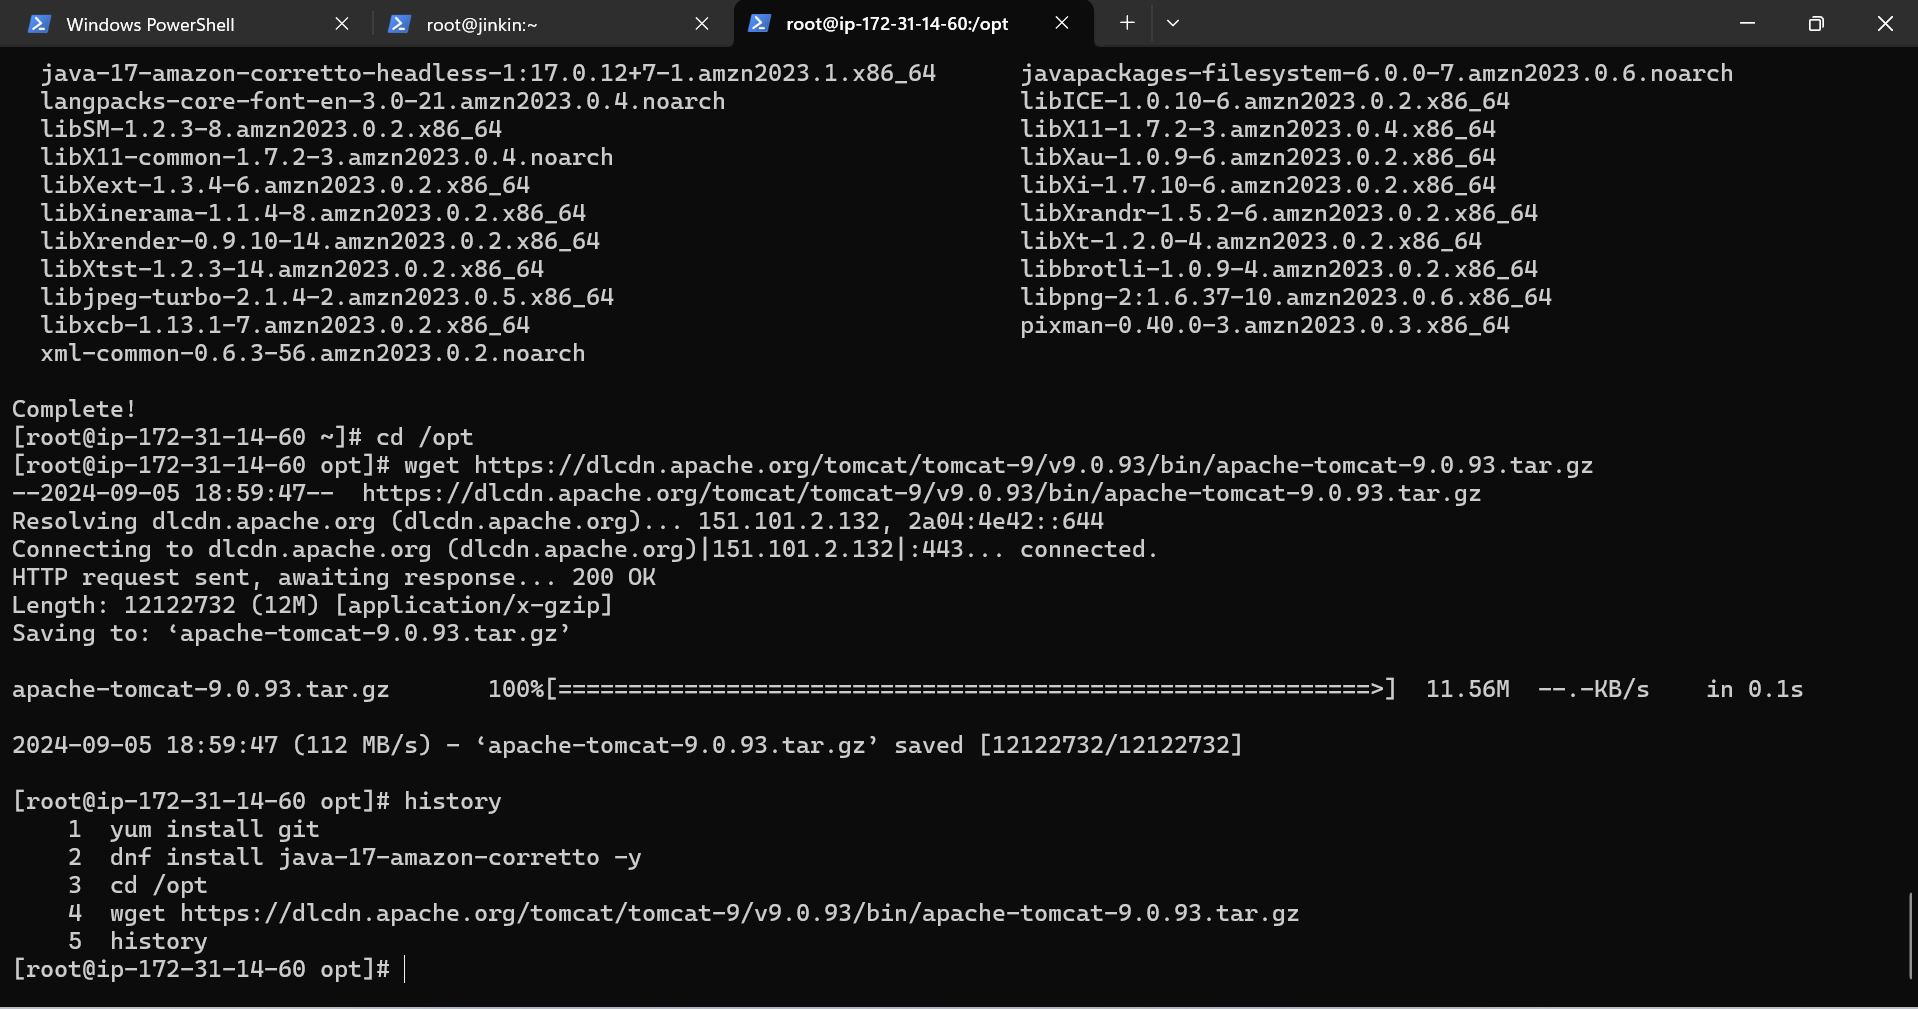 Windows PowerShell
root@jinkin:~
root@ip-172-31-14-60:/opt
java-17-amazon-corretto-headless-1:17.0.12+7-1.amzn2023.1.x86_64 javapackages-filesystem-6.0.0-7.amzn2023.0.6.noarch
langpacks-core-font-en-3.0-21.amzn2023.0.4.noarch libICE-1.0.10-6.amzn2023.0.2.x86_64
libSM-1.2.3-8.amzn2023.0.2.x86_64 libX11-1.7.2-3.amzn2023.0.4.x86_64
libX11-common-1.7.2-3.amzn2023.0.4.noarch libXau-1.0.9-6.amzn2023.0.2.x86_64
libXext-1.3.4-6.amzn2023.0.2.x86_64 libXi-1.7.10-6.amzn2023.0.2.x86_64
libXinerama-1.1.4-8.amzn2023.0.2.x86_64 libXrandr-1.5.2-6.amzn2023.0.2.x86_64
libXrender-0.9.10-14.amzn2023.0.2.x86_64 libXt-1.2.0-4.amzn2023.0.2.x86_64
libXtst-1.2.3-14.amzn2023.0.2.x86_64 libbrotli-1.0.9-4.amzn2023.0.2.x86_64
libjpeg-turbo-2.1.4-2.amzn2023.0.5.x86_64 libpng-2:1.6.37-10.amzn2023.0.6.x86_64
libxcb-1.13.1-7.amzn2023.0.2.x86_64 pixman-0.40.0-3.amzn2023.0.3.x86_64
xml-common-0.6.3-56.amzn2023.0.2.noarch
Complete!
[root@ip-172-31-14-60 ~]# cd /opt
[root@ip-172-31-14-60 opt]# wget https://dlcdn.apache.org/tomcat/tomcat-9/v9.0.93/bin/apache-tomcat-9.0.93.tar.gz
--2024-09-05 18:59:47-- https://dlcdn.apache.org/tomcat/tomcat-9/v9.0.93/bin/apache-tomcat-9.0.93.tar.gz
Resolving dlcdn.apache.org (dlcdn.apache.org)... 151.101.2.132, 2a04:4e42::644
Connecting to dlcdn.apache.org (dlcdn.apache.org)|151.101.2.132|:443... connected.
HTTP request sent, awaiting response... 200 OK
Length: 12122732 (12M) [application/x-gzip]
Saving to: ‘apache-tomcat-9.0.93.tar.gz’
apache-tomcat-9.0.93.tar.gz 100%[==========================================================>] 11.56M --.-KB/s in 0.1s
2024-09-05 18:59:47 (112 MB/s) - ‘apache-tomcat-9.0.93.tar.gz’ saved [12122732/12122732]
[root@ip-172-31-14-60 opt]# history
1 yum install git
2 dnf install java-17-amazon-corretto -y
3 cd /opt
4 wget https://dlcdn.apache.org/tomcat/tomcat-9/v9.0.93/bin/apache-tomcat-9.0.93.tar.gz
5 history
[root@ip-172-31-14-60 opt]#